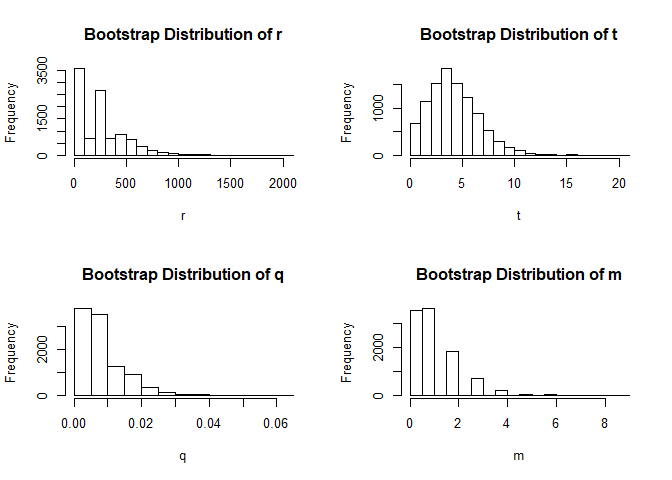 Bootstrap Distribution of r
Frequency
0 1500 3500
0 500 1000 1500 2000
r
Bootstrap Distribution of t
Frequency
0 1000
0 5 10 15 20
t
Bootstrap Distribution of q
Frequency
0 2000
0.00 0.02 0.04 0.06
q
Bootstrap Distribution of m
Frequency
0 2000
0 2 4 6 8
m